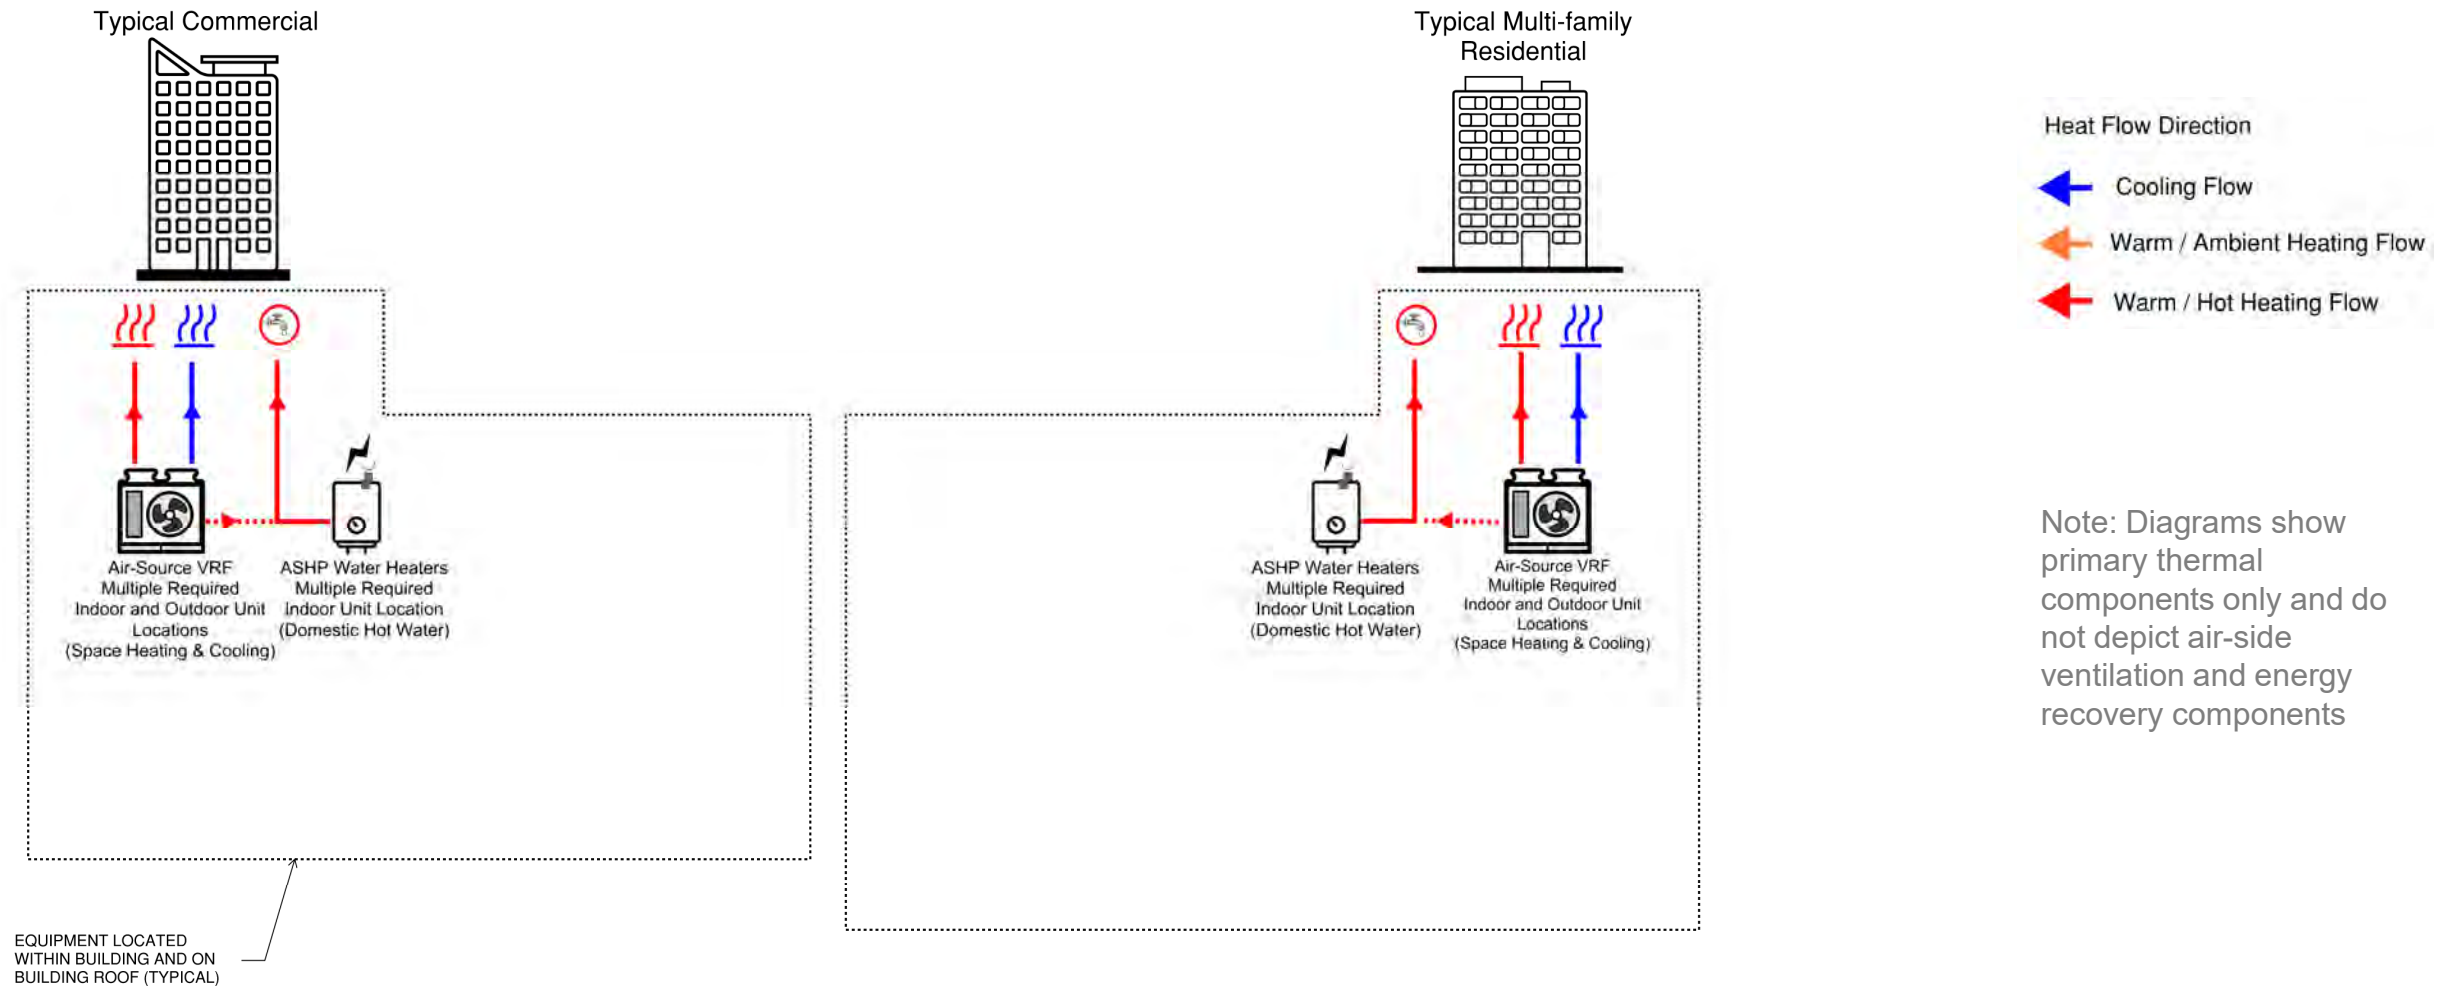 Typical Commercial
Typical Multi-family
Residential
Heat Flow Direction
Cooling Flow
Warm / Ambient Heating Flow
Warm / Hot Heating Flow
Air-Source VRF
Multiple Required
Indoor and Outdoor Unit
Locations
(Space Heating & Cooling)
ASHP Water Heaters
Multiple Required
Indoor Unit Location
(Domestic Hot Water)
ASHP Water Heaters
Multiple Required
Indoor Unit Location
(Domestic Hot Water)
Air-Source VRF
Multiple Required
Indoor and Outdoor Unit
Locations
(Space Heating & Cooling)
Note: Diagrams show
primary thermal
components only and do
not depict air-side
ventilation and energy
recovery components
EQUIPMENT LOCATED
WITHIN BUILDING AND ON
BUILDING ROOF (TYPICAL)